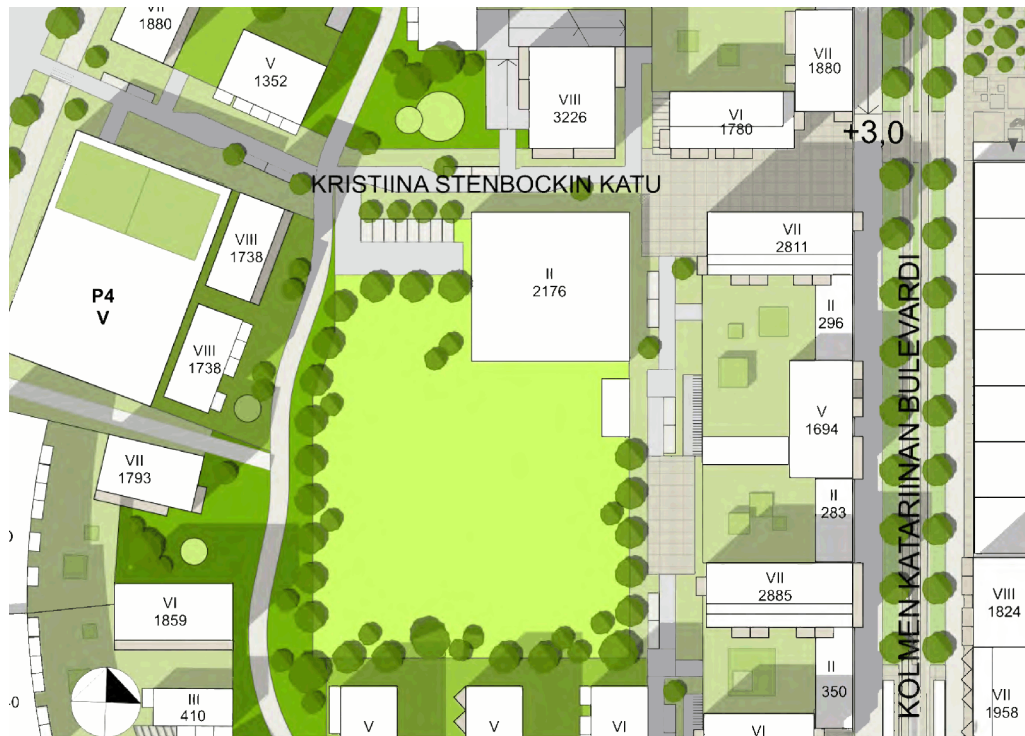 VII
1880
V
1352
VIII
3226
VII
1880
VI
1780
+3,0
KRISTIINA STENBOCKIN KATU
VIII
1738
II
2176
VII
2811
P4
V
II
296
VIII
1738
V
1694
KOLMEN KATARIINAN BULEVARDI
VII
1793
II
283
VI
1859
VII
2885
VIII
1824
III
410
II
350
VII
1958
V
V
VI
VI